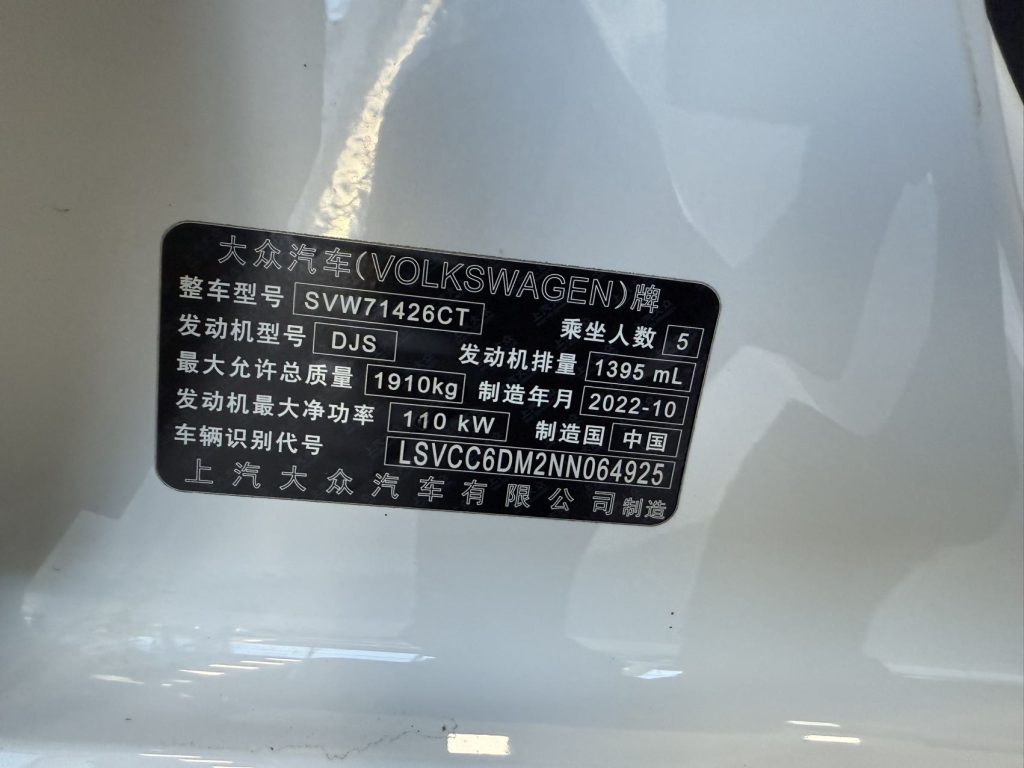 大众汽车(VOLKSWAGEN)牌
整车型号 SVW71426CT 乘坐人数 5
发动机型号 DJS 发动机排量 1395 mL
最大允许总质量 1910kg 制造年月 2022-10
发动机最大净功率 110 kW 制造国 中国
车辆识别代号 LSVCC6DM2NN064925
上汽大众汽车有限公司制造